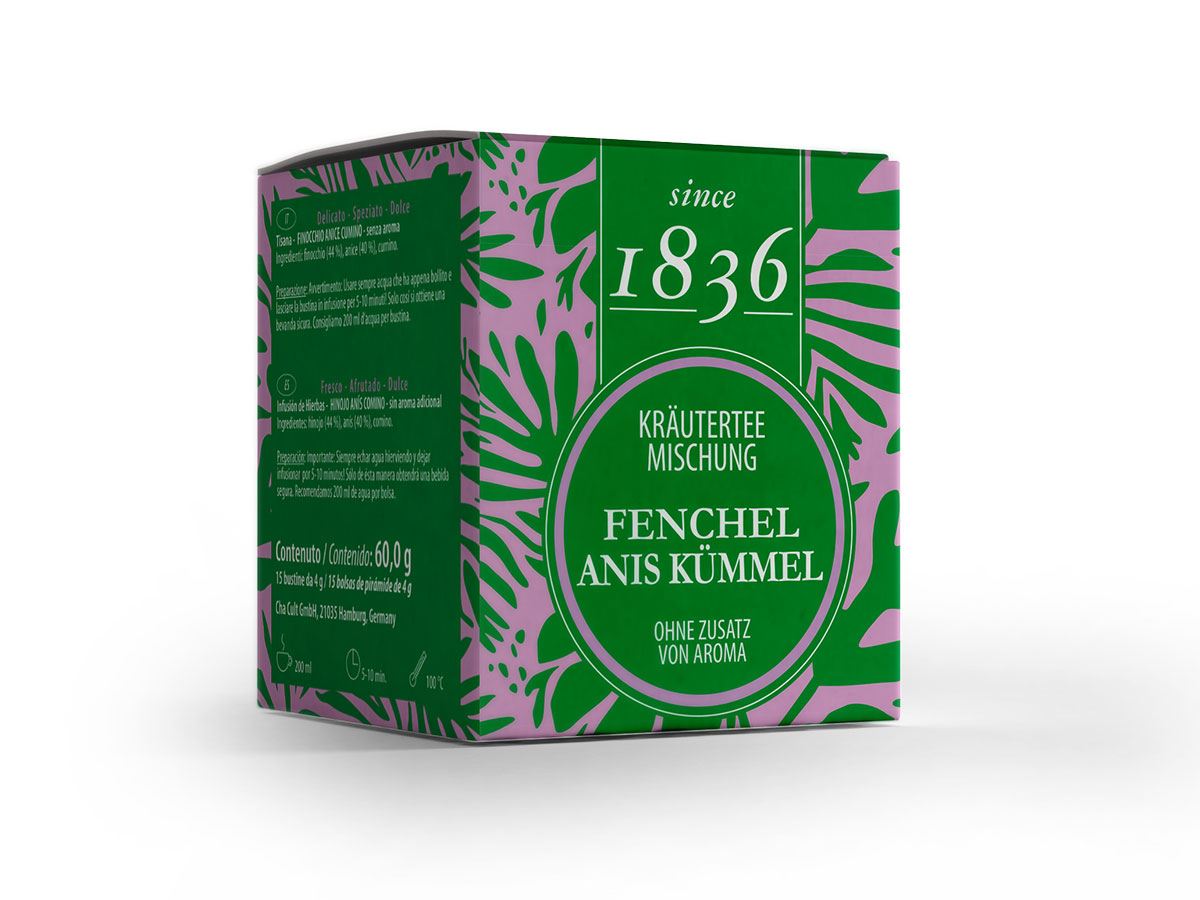 IT
Delicato - Speziato - Dolce
Tisana - FINOCCHIO ANICE CUMINO - senza aroma
Ingredienti: finocchio (44 %), anice (40 %), cumino.
Preparazione: Avvertimento: Usare sempre acqua che ha appena bollito e
lasciare la bustina in infusione per 5-10 minuti! Solo così si ottiene una
bevanda sicura. Consigliamo 200 ml d'acqua per bustina.
ES
Fresco - Afrutado - Dulce
Infusión de Hierbas - HINOJO ANÍS COMINO - sin aroma adicional
Ingredientes: hinojo (44 %), anís (40 %), comino.
Preparación: Importante: Siempre echar agua hierviendo y dejar
infusionar por 5-10 minutos! Sólo de ésta manera obtendrá una bebida
segura. Recomendamos 200 ml de agua por bolsa.
Contenuto / Contenido: 60,0 g
15 bustine da 4 g / 15 bolsas de pirámide de 4 g
Cha Cult GmbH, 21035 Hamburg, Germany
200 ml
5-10 min.
100 °C
since
1836
KRÄUTERTEE
MISCHUNG
FENCHEL
ANIS KÜMMEL
OHNE ZUSATZ
VON AROMA